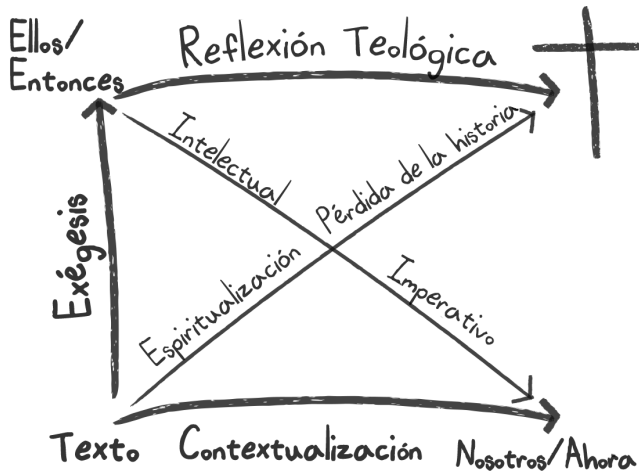 Ellos/
Entonces
Reflexión Teológica
Intelectual
Pérdida de la historia
Exégesis
Espiritualización
Imperativo
Texto
Contextualización
Nosotros/Ahora